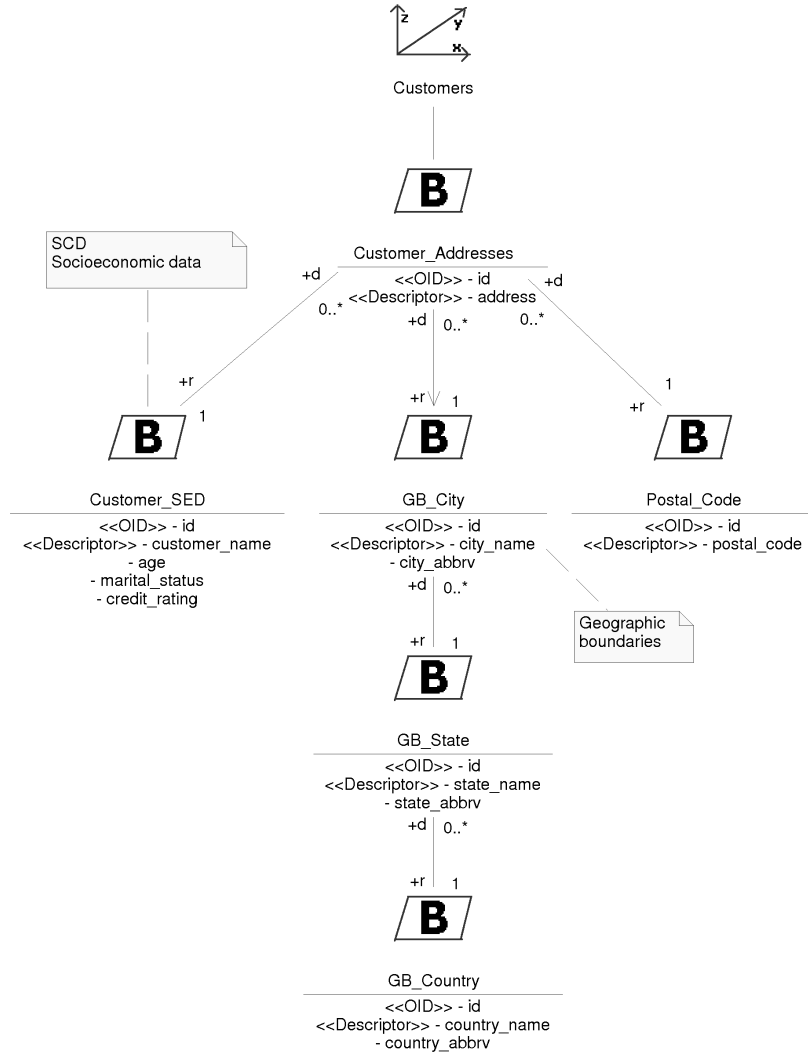 z
y
x
Customers
B
SCD
Socioeconomic data
Customer_Addresses
<<OID>> - id
<<Descriptor>> - address
+d
0..*
+d
0..*
+d
0..*
+r
1
+r
1
1
+r
B
B
B
Customer_SED
<<OID>> - id
<<Descriptor>> - customer_name
- age
- marital_status
- credit_rating
GB_City
<<OID>> - id
<<Descriptor>> - city_name
- city_abbrv
Postal_Code
<<OID>> - id
<<Descriptor>> - postal_code
+d
0..*
Geographic
boundaries
+r
1
B
GB_State
<<OID>> - id
<<Descriptor>> - state_name
- state_abbrv
+d
0..*
+r
1
B
GB_Country
<<OID>> - id
<<Descriptor>> - country_name
- country_abbrv